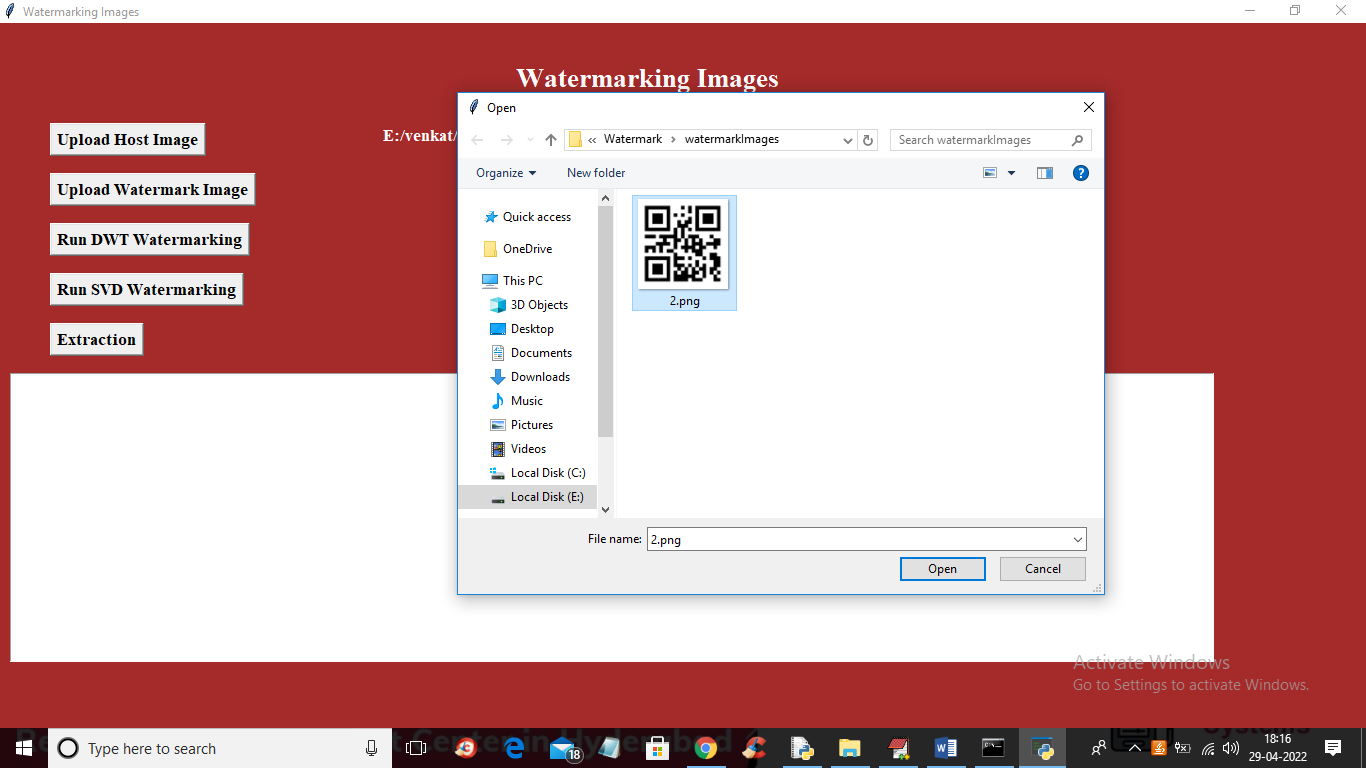 Watermarking Images
Watermarking Images
Upload Host Image
E:/venkat/
Upload Watermark Image
Run DWT Watermarking
Run SVD Watermarking
Extraction
Open
« Watermark > watermarkImages
Search watermarkImages
Organize
New folder
?
Quick access
OneDrive
This PC
3D Objects
Desktop
Documents
Downloads
Music
Pictures
Videos
Local Disk (C:)
Local Disk (E:)
2.png
File name: 2.png
Open
Cancel
Activate Windows
Go to Settings to activate Windows.
Type here to search
18
18:16
29-04-2022